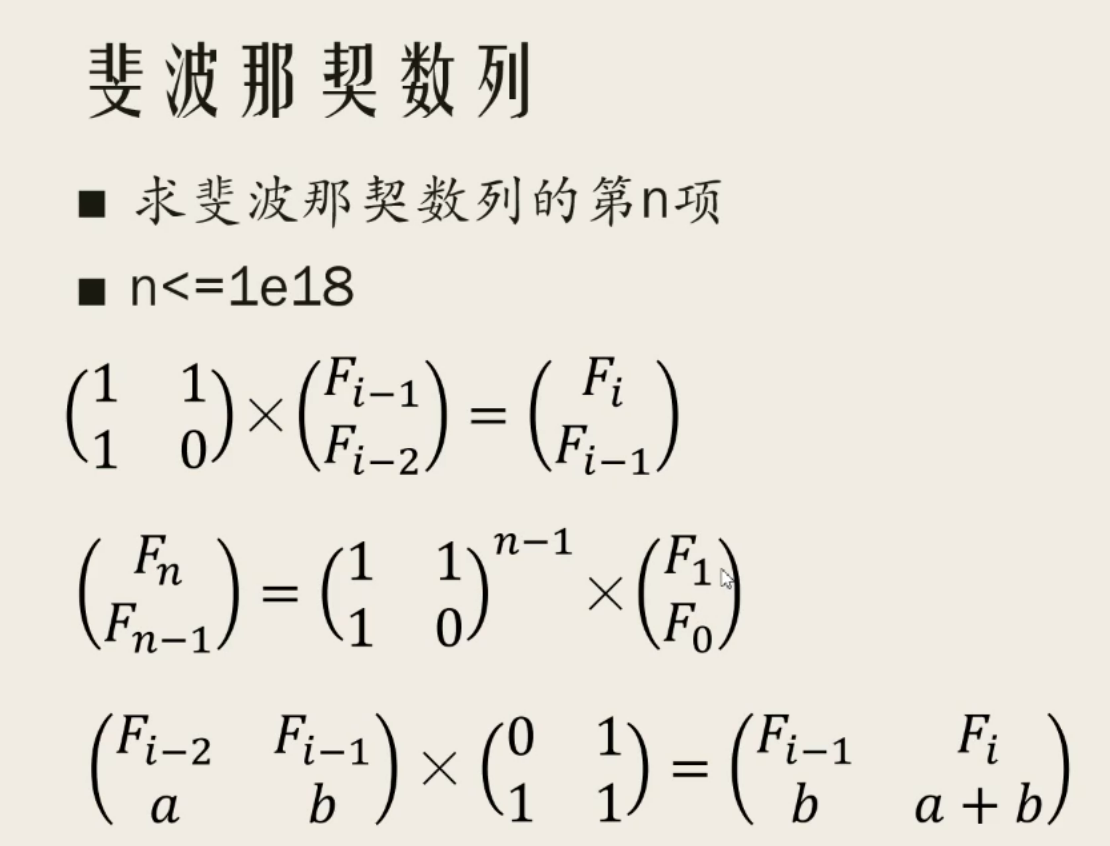 斐波那契数列
■ 求斐波那契数列的第n项
■ n<=1e18
$\begin{pmatrix} 1 & 1 \\ 1 & 0 \end{pmatrix} \times \begin{pmatrix} F_{i-1} \\ F_{i-2} \end{pmatrix} = \begin{pmatrix} F_i \\ F_{i-1} \end{pmatrix}$
$\begin{pmatrix} F_n \\ F_{n-1} \end{pmatrix} = \begin{pmatrix} 1 & 1 \\ 1 & 0 \end{pmatrix}^{n-1} \times \begin{pmatrix} F_1 \\ F_0 \end{pmatrix}$
$\begin{pmatrix} F_{i-2} & F_{i-1} \\ a & b \end{pmatrix} \times \begin{pmatrix} 0 & 1 \\ 1 & 1 \end{pmatrix} = \begin{pmatrix} F_{i-1} & F_i \\ b & a+b \end{pmatrix}$